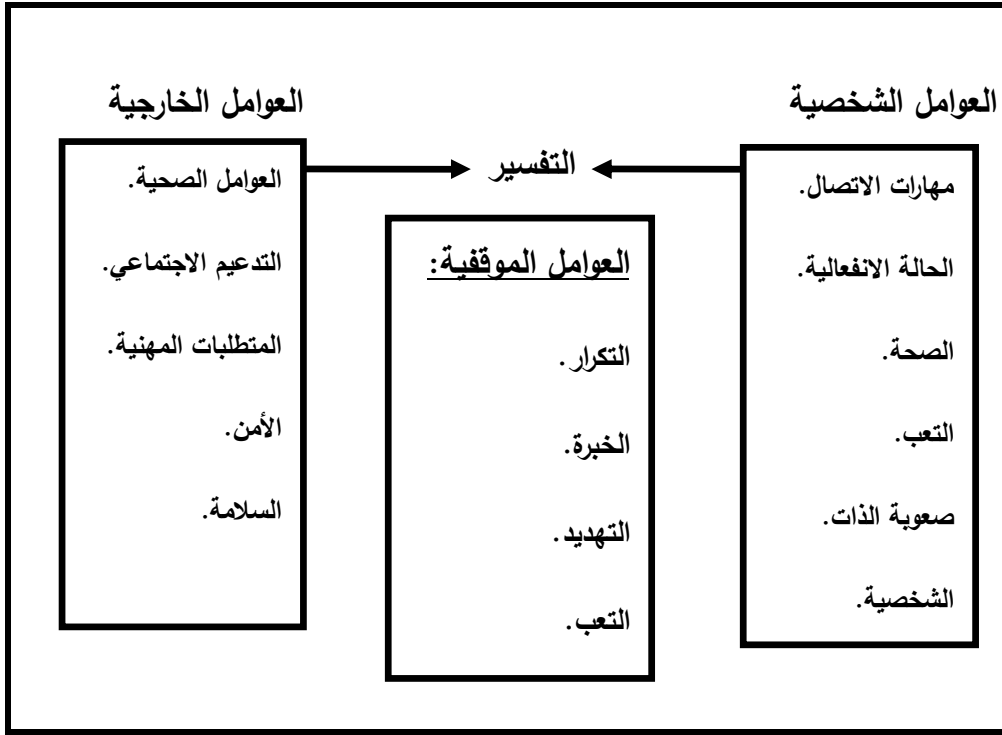 العوامل الشخصية
مهارات الاتصال.
الحالة الانفعالية.
الصحة.
التعب.
صعوبة الذات.
الشخصية.
التفسير
العوامل الموقفية:
التكرار.
الخبرة.
التهديد.
التعب.
العوامل الخارجية
العوامل الصحية.
التدعيم الاجتماعي.
المتطلبات المهنية.
الأمن.
السلامة.